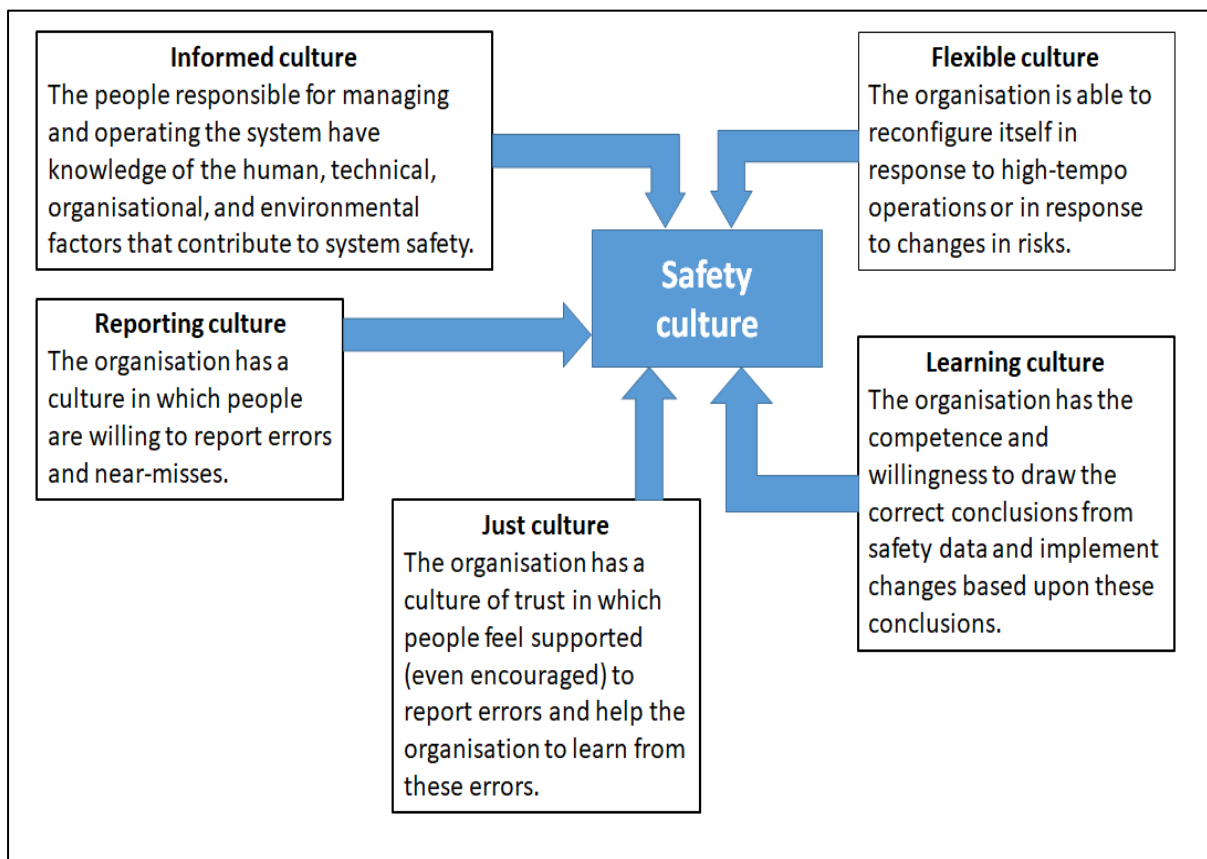 Informed culture
The people responsible for managing
and operating the system have
knowledge of the human, technical,
organisational, and environmental
factors that contribute to system safety.
Flexible culture
The organisation is able to
reconfigure itself in
response to high-tempo
operations or in response
to changes in risks.
Safety
culture
Reporting culture
The organisation has a
culture in which people
are willing to report errors
and near-misses.
Learning culture
The organisation has the
competence and
willingness to draw the
correct conclusions from
safety data and implement
changes based upon these
conclusions.
Just culture
The organisation has a
culture of trust in which
people feel supported
(even encouraged) to
report errors and help the
organisation to learn from
these errors.